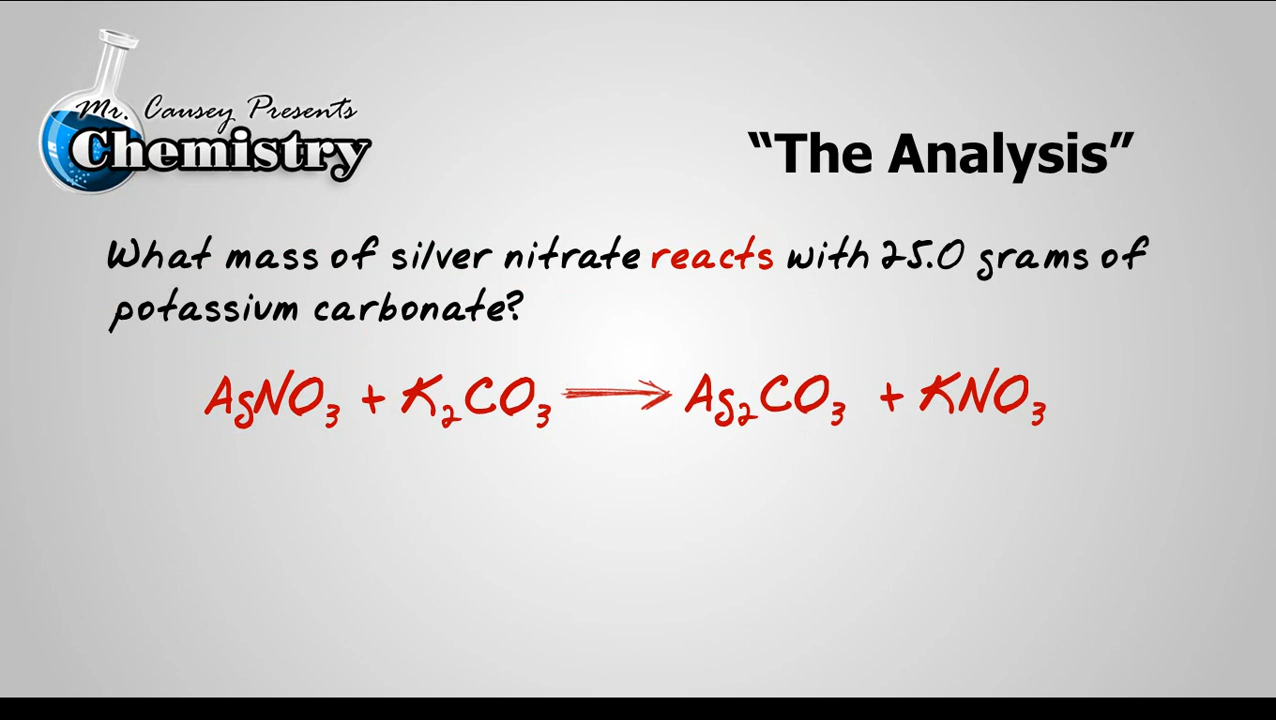 Mr. Causey Presents
Chemistry
“The Analysis”
What mass of silver nitrate reacts with 25.0 grams of
potassium carbonate?
AgNO₃ + K₂CO₃ ⟶ Ag₂CO₃ + KNO₃